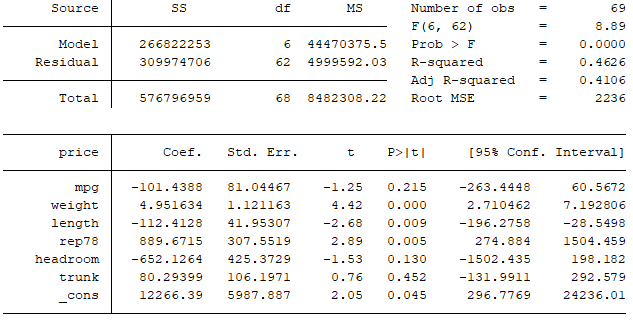 Source SS df MS Number of obs = 69
F(6, 62) = 8.89
Model 266822253 6 44470375.5 Prob > F = 0.0000
Residual 309974706 62 4999592.03 R-squared = 0.4626
Adj R-squared = 0.4106
Total 576796959 68 8482308.22 Root MSE = 2236
price Coef. Std. Err. t P>|t| [95% Conf. Interval]
mpg -101.4388 81.04467 -1.25 0.215 -263.4448 60.5672
weight 4.951634 1.121163 4.42 0.000 2.710462 7.192806
length -112.4128 41.95307 -2.68 0.009 -196.2758 -28.5498
rep78 889.6715 307.5519 2.89 0.005 274.884 1504.459
headroom -652.1264 425.3729 -1.53 0.130 -1502.435 198.182
trunk 80.29399 106.1971 0.76 0.452 -131.9911 292.579
_cons 12266.39 5987.887 2.05 0.045 296.7769 24236.01